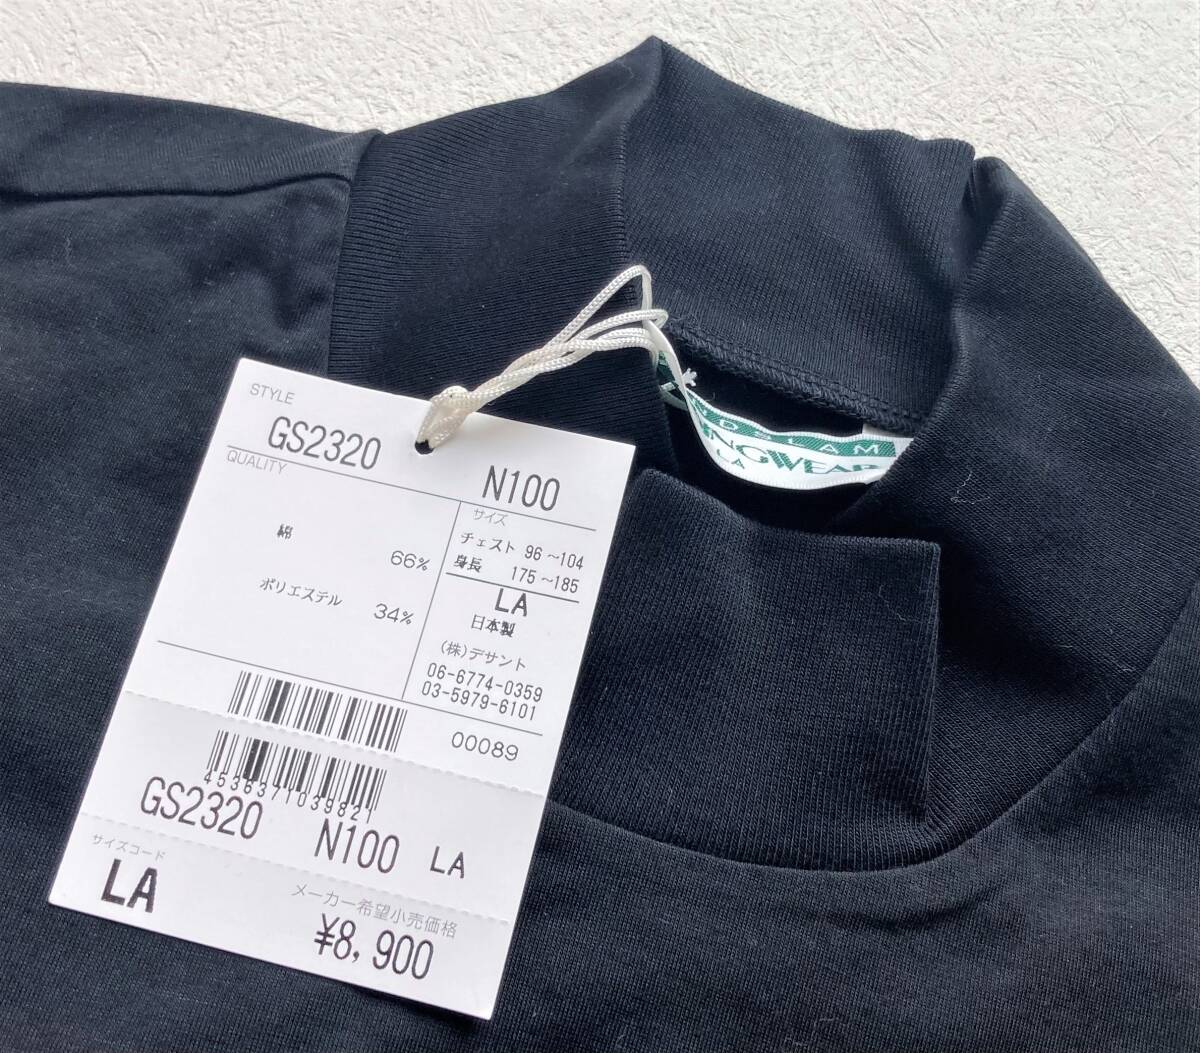 STYLE
GS2320
N100
QUALITY
綿 66%
ポリエステル 34%
サイズ
チェスト 96～104
身長 175～185
LA
日本製
(株)デサント
06-6774-0359
03-5979-6101
00089
4536371039821
GS2320 N100 LA
サイズコード
LA
メーカー希望小売価格
¥8,900
NDSLAM
INGWEAR
LA